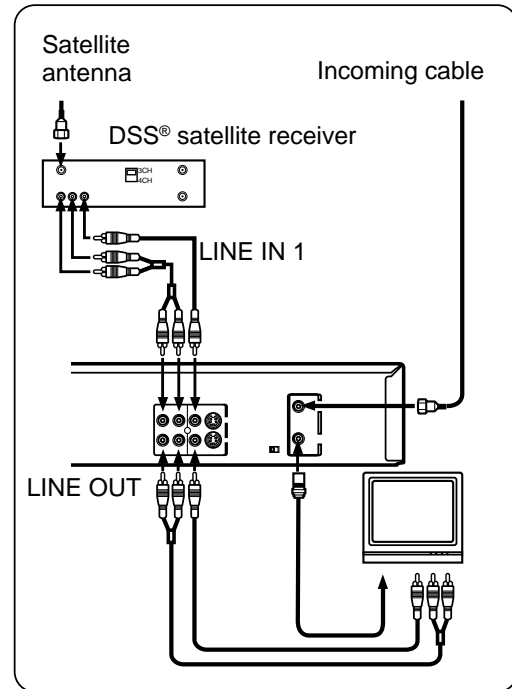 Satellite
antenna
Incoming cable
DSS® satellite receiver
3CH
4CH
LINE IN 1
LINE OUT